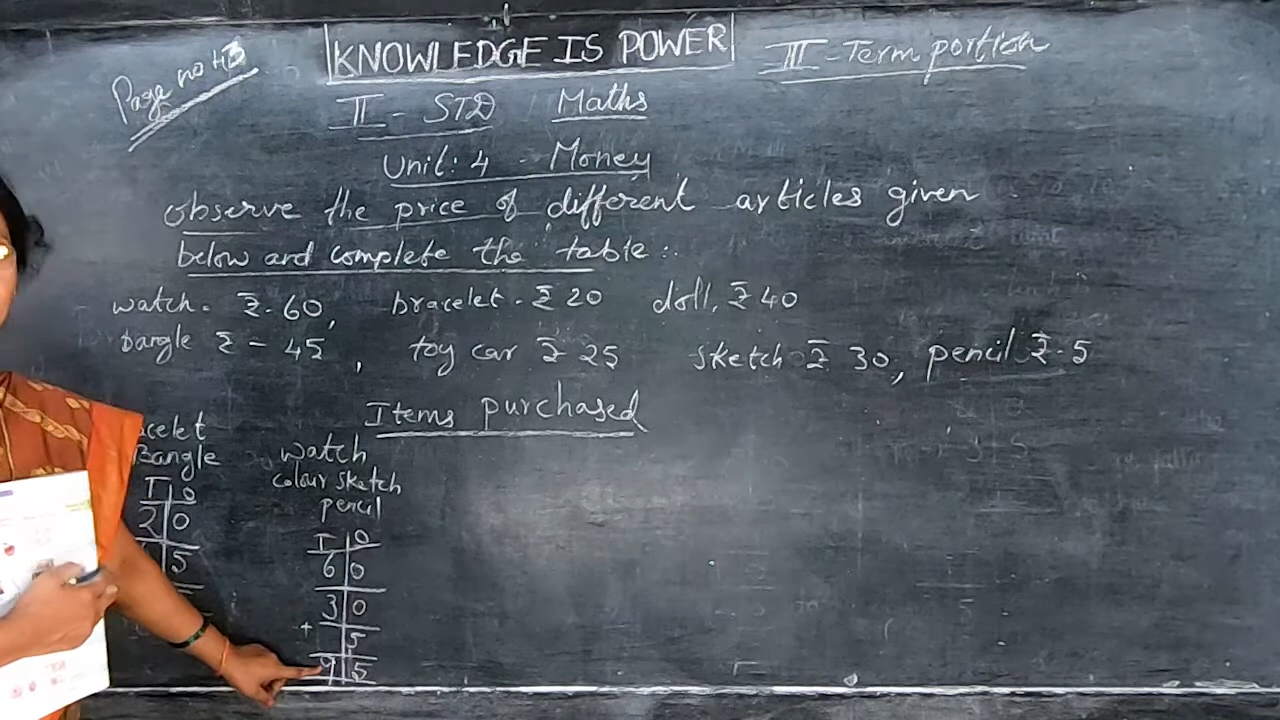 KNOWLEDGE IS POWER
III - Term portion
Page no 43
II - STD Maths
Unit: 4 - Money
observe the price of different articles given
below and complete the table :.
watch - ₹. 60, bracelet - ₹ 20 doll, ₹ 40
Bangle ₹ - 45, toy car ₹ 25 sketch ₹ 30, pencil ₹. 5
Items purchased
acelet
Bangle
T O
2 0
5
watch
colour sketch
pencil
T O
6 0
3 0
+ 5
9 5